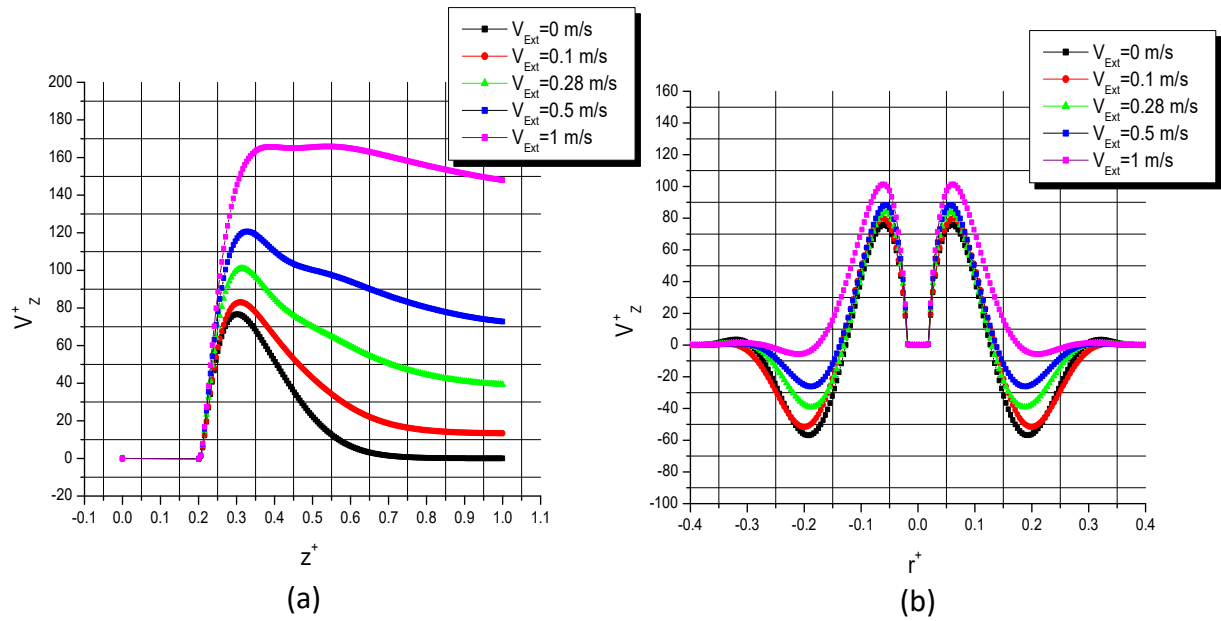 V_Ext=0 m/s
V_Ext=0.1 m/s
V_Ext=0.28 m/s
V_Ext=0.5 m/s
V_Ext=1 m/s
200
180
160
140
120
100
80
60
40
20
0
-20
V⁺_z
-0.1 0.0 0.1 0.2 0.3 0.4 0.5 0.6 0.7 0.8 0.9 1.0 1.1
z⁺
(a)
V_Ext=0 m/s
V_Ext=0.1 m/s
V_Ext=0.28 m/s
V_Ext=0.5 m/s
V_Ext=1 m/s
160
140
120
100
80
60
40
20
0
-20
-40
-60
-80
-100
V⁺_z
-0.4 -0.3 -0.2 -0.1 0.0 0.1 0.2 0.3 0.4
r⁺
(b)